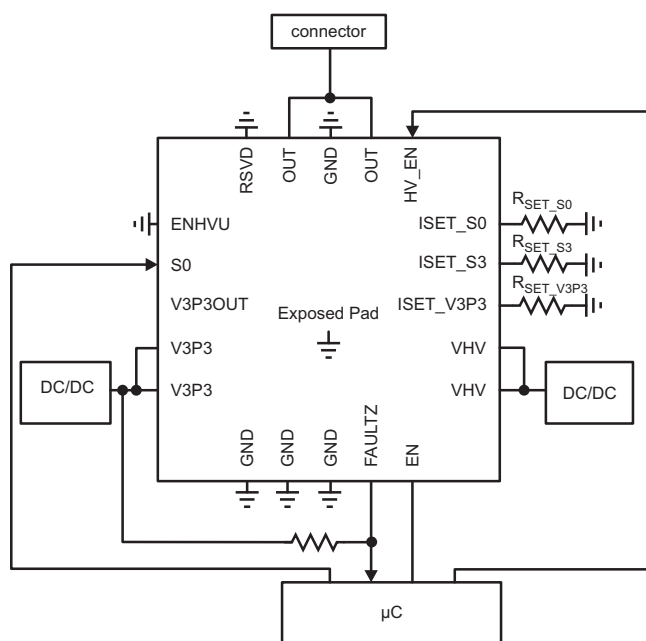 connector
RSVD
OUT
GND
OUT
HV_EN
ENHVU
S0
V3P3OUT
V3P3
V3P3
Exposed Pad
ISET_S0
ISET_S3
ISET_V3P3
VHV
VHV
RSET_S0
RSET_S3
RSET_V3P3
DC/DC
DC/DC
GND
GND
GND
FAULTZ
EN
µC